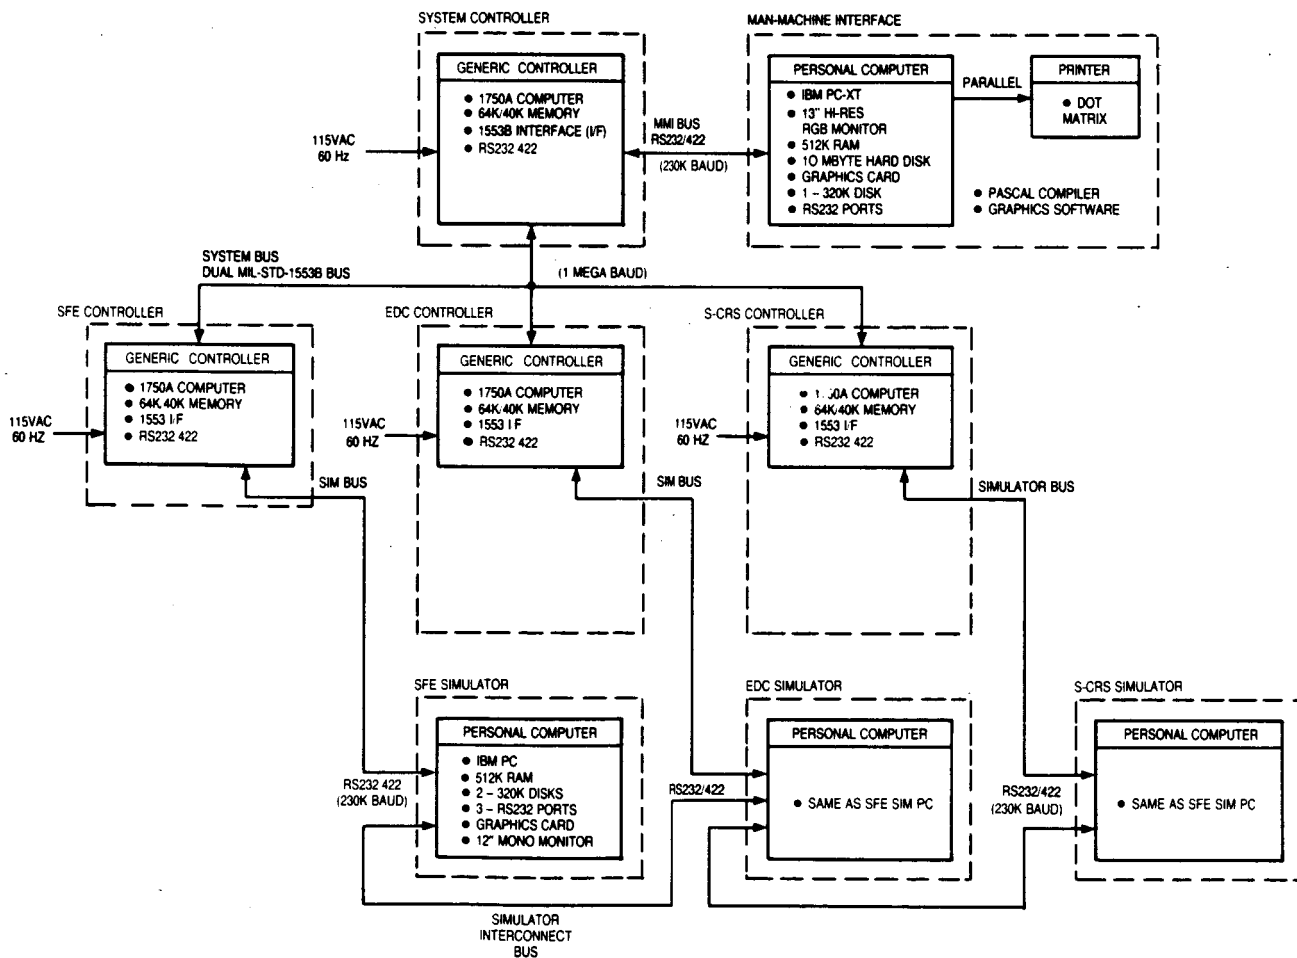 SYSTEM CONTROLLER
GENERIC CONTROLLER
● 1750A COMPUTER
● 64K/40K MEMORY
● 1553B INTERFACE (I/F)
● RS232 422
115VAC
60 Hz
MMI BUS
RS232/422
(230K BAUD)
MAN-MACHINE INTERFACE
PERSONAL COMPUTER
● IBM PC-XT
● 13" HI-RES
RGB MONITOR
● 512K RAM
● 10 MBYTE HARD DISK
● GRAPHICS CARD
● 1 – 320K DISK
● RS232 PORTS
PARALLEL
PRINTER
● DOT
MATRIX
● PASCAL COMPILER
● GRAPHICS SOFTWARE
SYSTEM BUS
DUAL MIL-STD-1553B BUS
(1 MEGA BAUD)
SFE CONTROLLER
GENERIC CONTROLLER
● 1750A COMPUTER
● 64K/40K MEMORY
● 1553 I/F
● RS232 422
115VAC
60 HZ
SIM BUS
EDC CONTROLLER
GENERIC CONTROLLER
● 1750A COMPUTER
● 64K/40K MEMORY
● 1553 I F
● RS232 422
115VAC
60 HZ
SIM BUS
S-CRS CONTROLLER
GENERIC CONTROLLER
● COMPUTER
● 64K/40K MEMORY
● 1553 I/F
● RS232 422
115VAC
60 HZ
SIMULATOR BUS
SFE SIMULATOR
PERSONAL COMPUTER
● IBM PC
● 512K RAM
● 2 – 320K DISKS
● 3 – RS232 PORTS
● GRAPHICS CARD
● 12" MONO MONITOR
RS232 422
(230K BAUD)
EDC SIMULATOR
PERSONAL COMPUTER
● SAME AS SFE SIM PC
RS232/422
S-CRS SIMULATOR
PERSONAL COMPUTER
● SAME AS SFE SIM PC
RS232/422
(230K BAUD)
SIMULATOR
INTERCONNECT
BUS